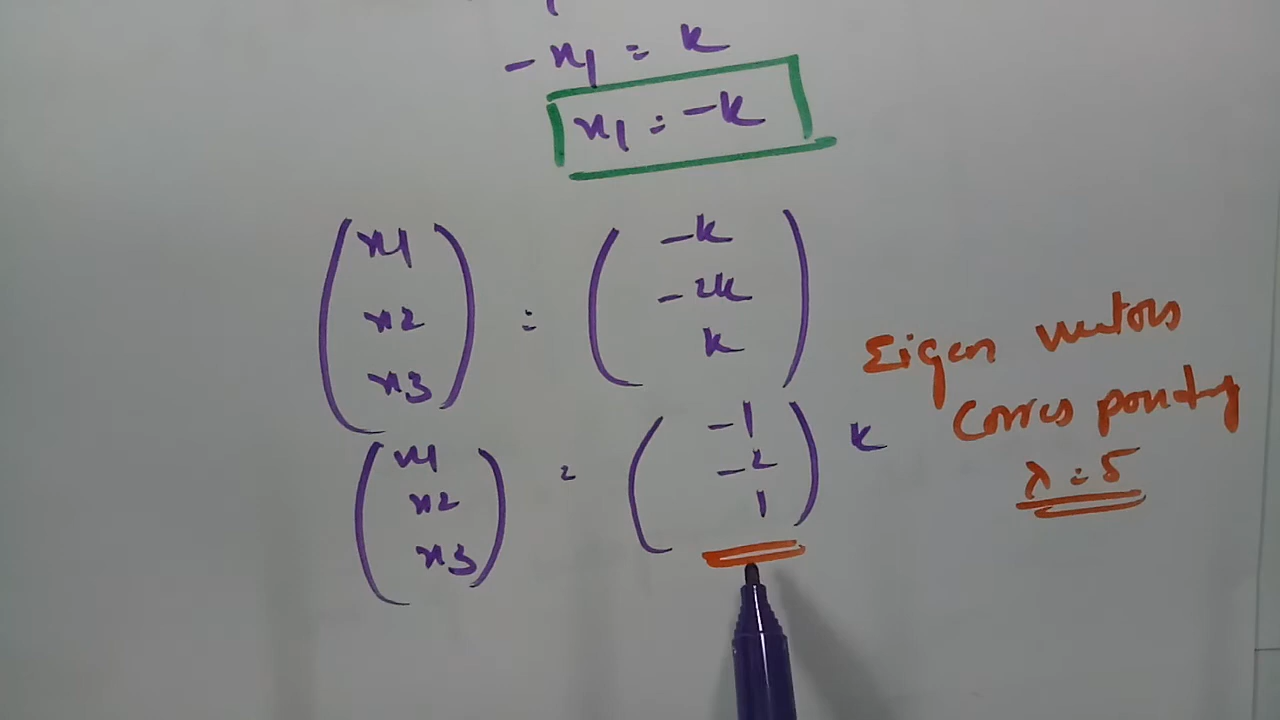 -x1 = k
x1 = -k
(x1 x2 x3) = (-k -2k k)
(x1 x2 x3) = (-1 -2 1) k
Eigen vectors
Corresponding
λ = 5